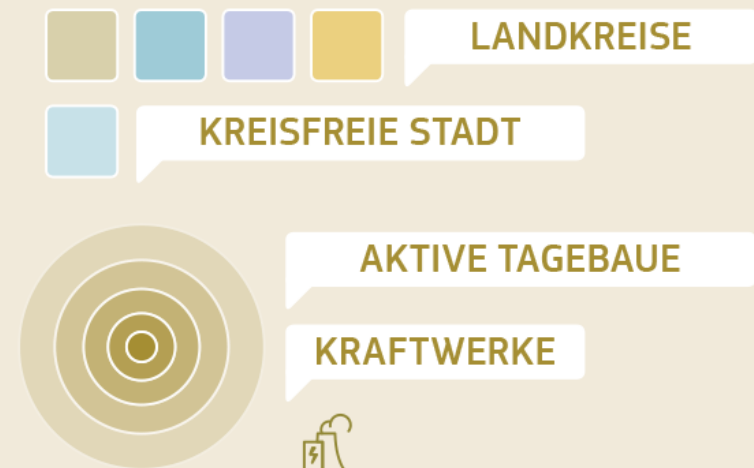 LANDKREISE
KREISFREIE STADT
AKTIVE TAGEBAUE
KRAFTWERKE